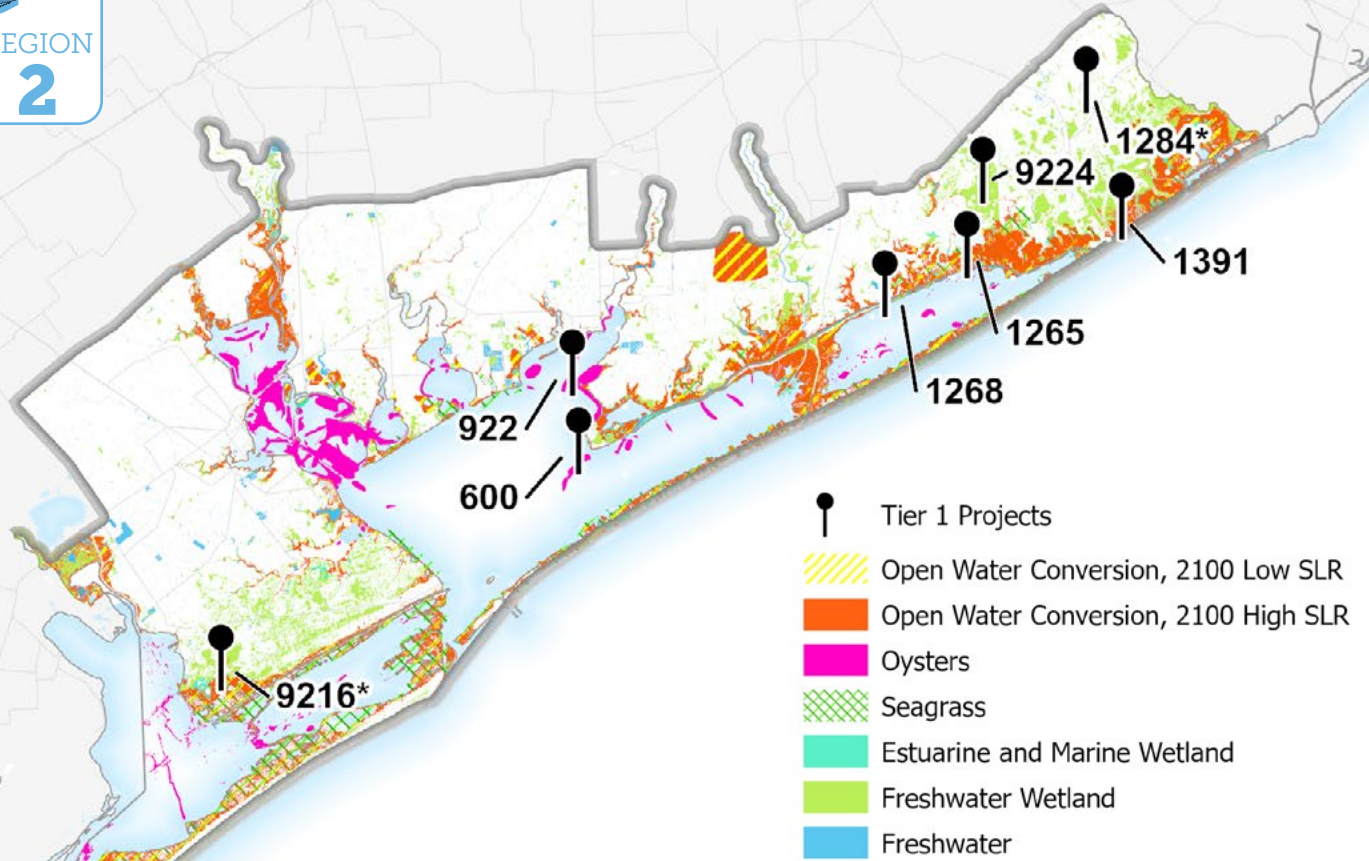 EGION
2
1284*
9224
1391
1265
1268
922
600
9216*
Tier 1 Projects
Open Water Conversion, 2100 Low SLR
Open Water Conversion, 2100 High SLR
Oysters
Seagrass
Estuarine and Marine Wetland
Freshwater Wetland
Freshwater